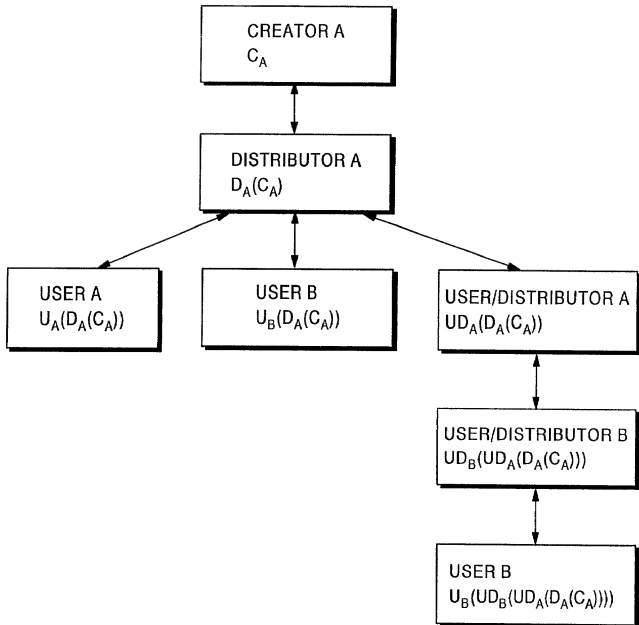 CREATOR A
C_A
DISTRIBUTOR A
D_A(C_A)
USER A
U_A(D_A(C_A))
USER B
U_B(D_A(C_A))
USER/DISTRIBUTOR A
UD_A(D_A(C_A))
USER/DISTRIBUTOR B
UD_B(UD_A(D_A(C_A)))
USER B
U_B(UD_B(UD_A(D_A(C_A))))